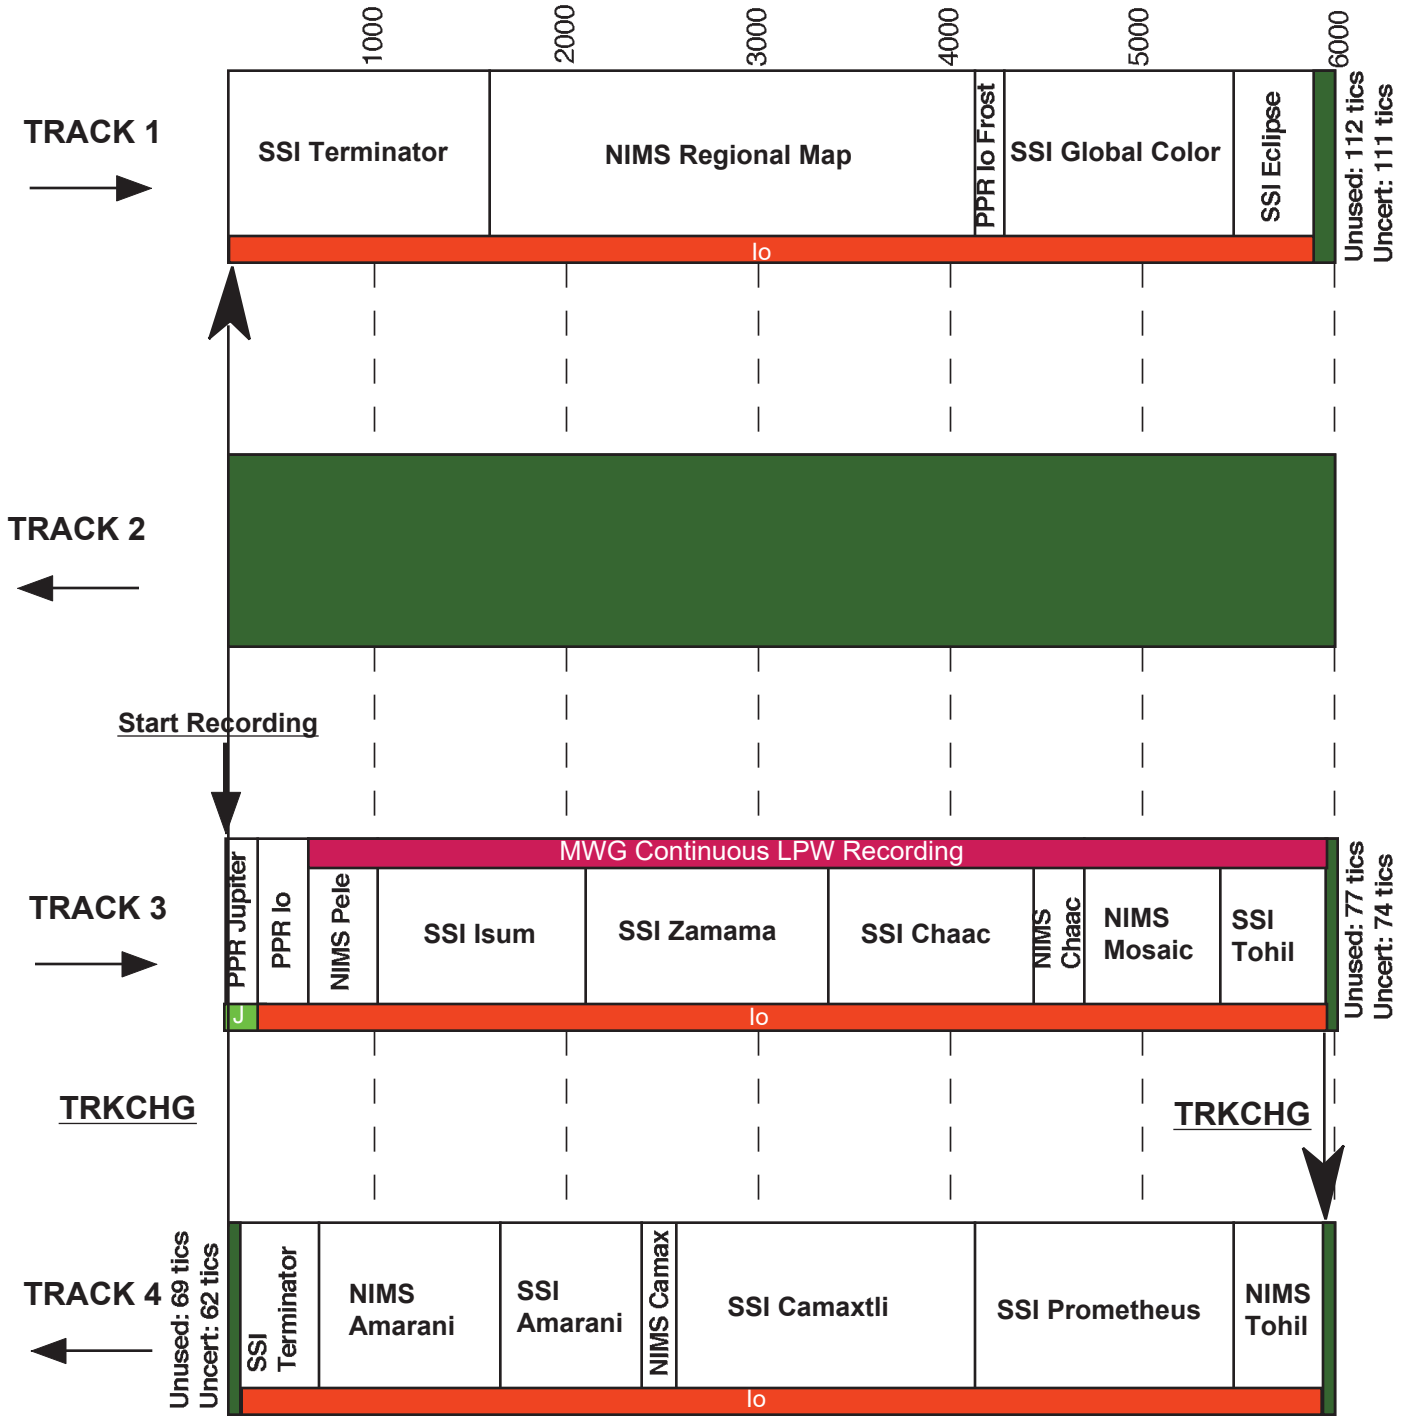 1000
2000
3000
4000
5000
6000
TRACK 1
SSI Terminator
NIMS Regional Map
PPR Io Frost
SSI Global Color
SSI Eclipse
Unused: 112 tics
Uncert: 111 tics
Io
TRACK 2
Start Recording
TRACK 3
MWG Continuous LPW Recording
PPR Jupiter
PPR Io
NIMS Pele
SSI Isum
SSI Zamama
SSI Chaac
NIMS
Chaac
NIMS
Mosaic
SSI
Tohil
Unused: 77 tics
Uncert: 74 tics
J
Io
TRKCHG
TRKCHG
TRACK 4
Unused: 69 tics
Uncert: 62 tics
SSI
Terminator
NIMS
Amarani
SSI
Amarani
NIMS Camax
SSI Camaxtli
SSI Prometheus
NIMS
Tohil
Io